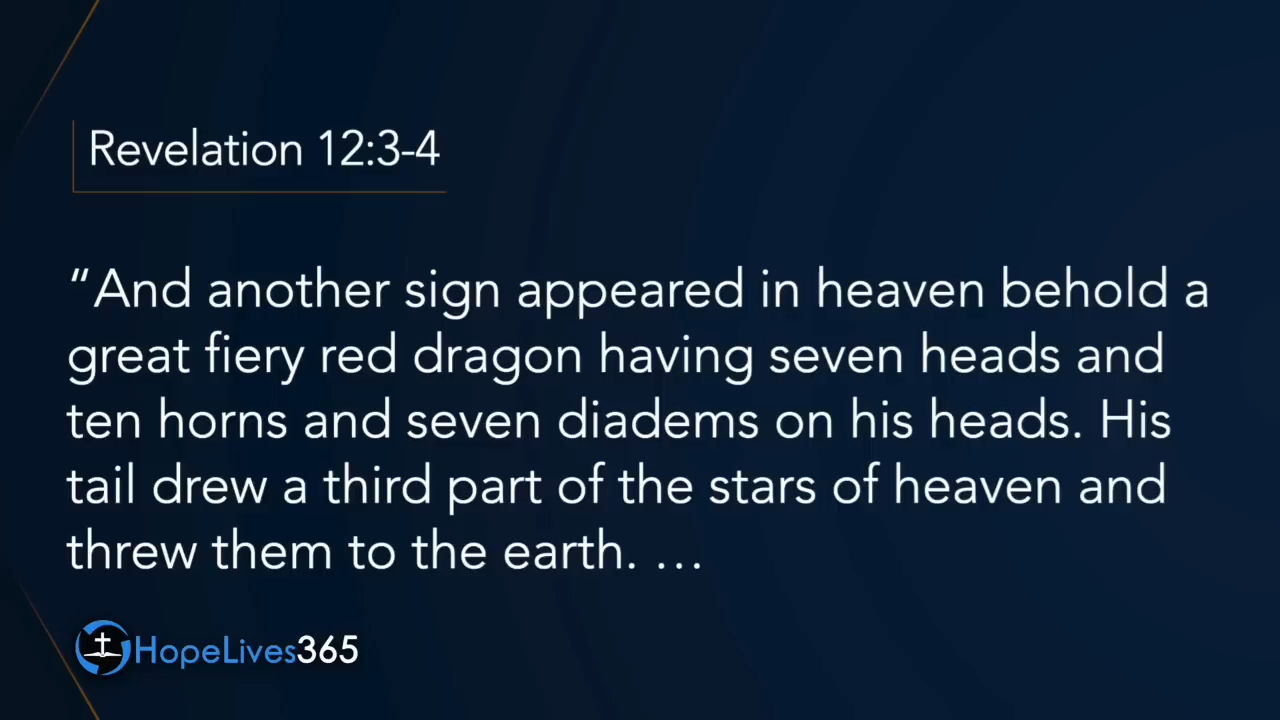 Revelation 12:3-4
“And another sign appeared in heaven behold a
great fiery red dragon having seven heads and
ten horns and seven diadems on his heads. His
tail drew a third part of the stars of heaven and
threw them to the earth. …
HopeLives365